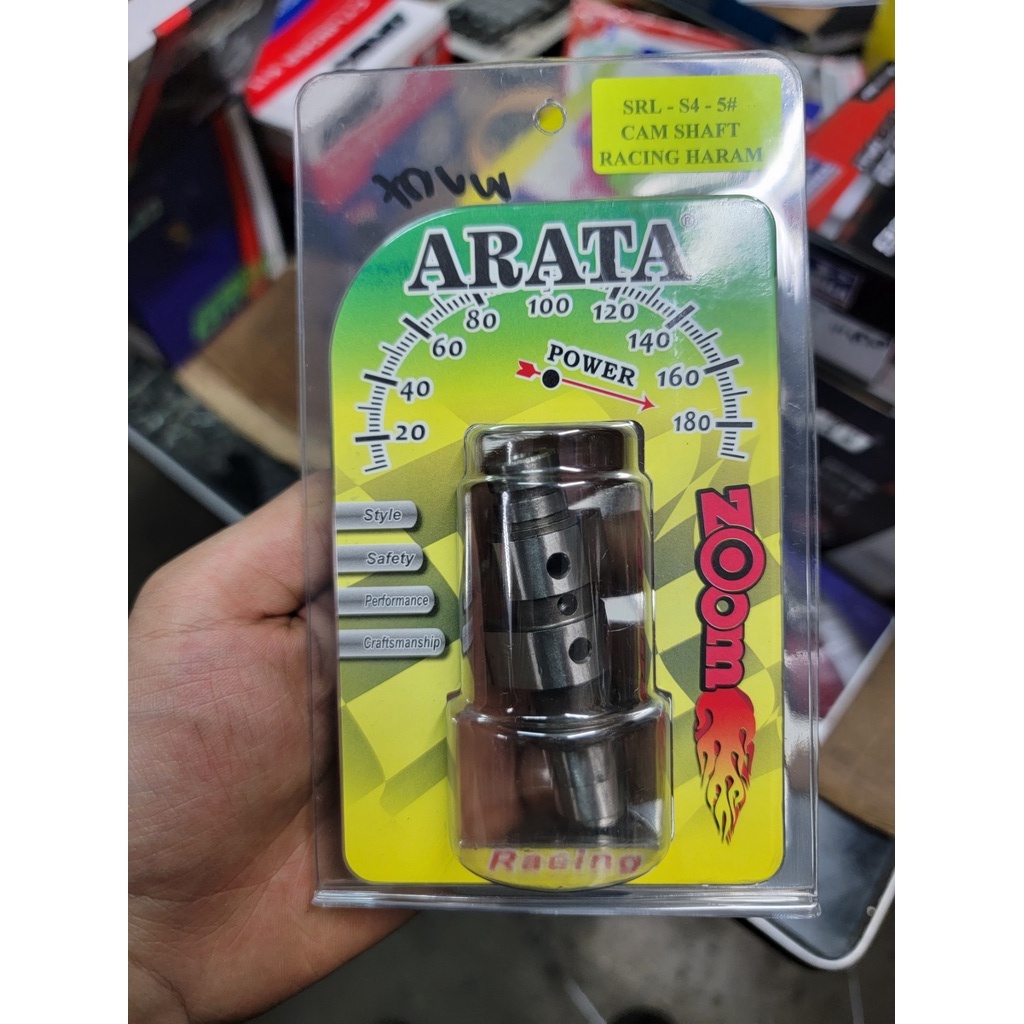 SRL - S4 - 5#
CAM SHAFT
RACING HARAM
ARATA®
20
40
60
80
100
120
140
160
180
POWER
Style
Safety
Performance
Craftsmanship
ZOOM
Racing